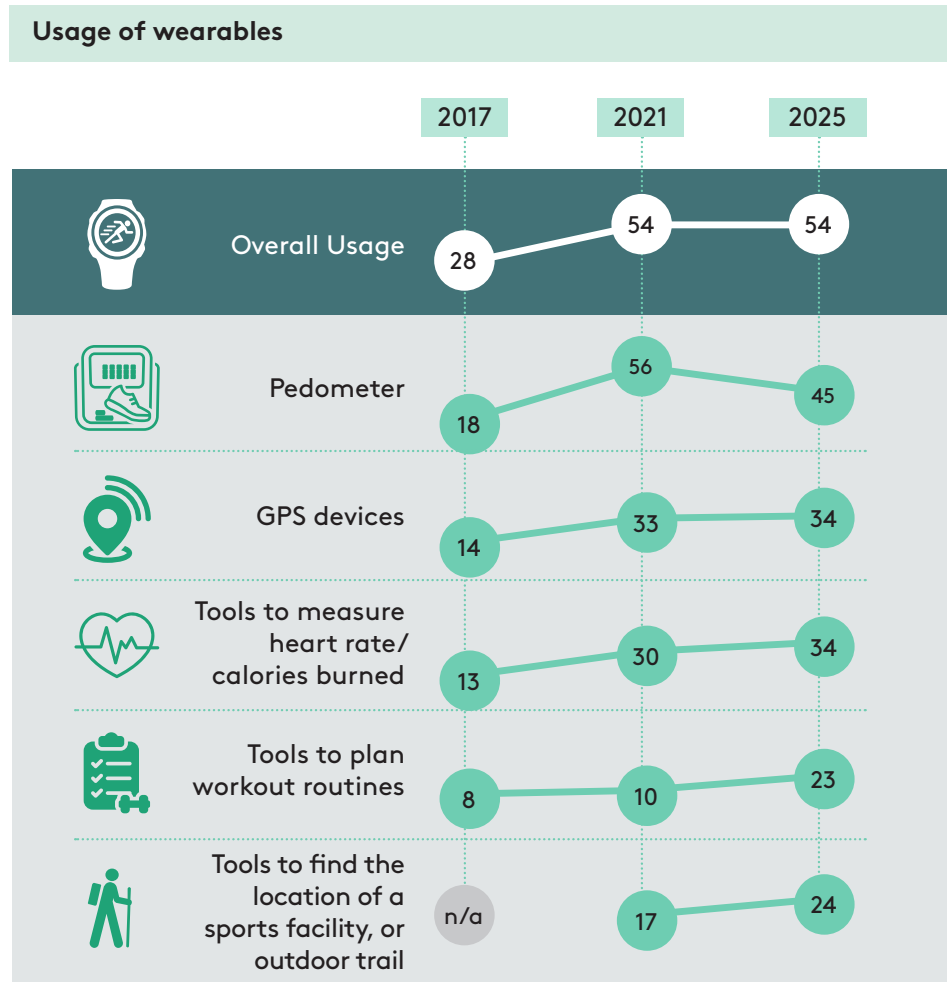 Usage of wearables
2017 2021 2025
Overall Usage 28 54 54
Pedometer 18 56 45
GPS devices 14 33 34
Tools to measure
heart rate/
calories burned 13 30 34
Tools to plan
workout routines 8 10 23
Tools to find the
location of a
sports facility, or
outdoor trail n/a 17 24